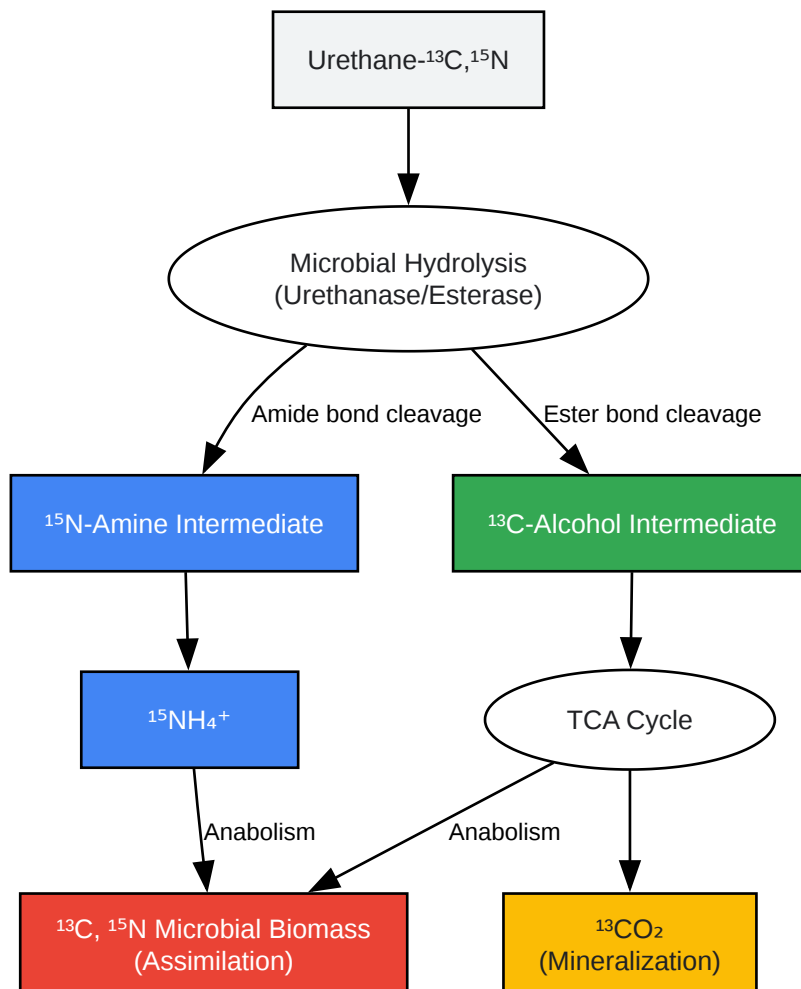 Urethane-¹³C,¹⁵N
Microbial Hydrolysis
(Urethanase/Esterase)
Amide bond cleavage
Ester bond cleavage
¹⁵N-Amine Intermediate
¹³C-Alcohol Intermediate
¹⁵NH₄⁺
TCA Cycle
Anabolism
Anabolism
¹³C, ¹⁵N Microbial Biomass
(Assimilation)
¹³CO₂
(Mineralization)